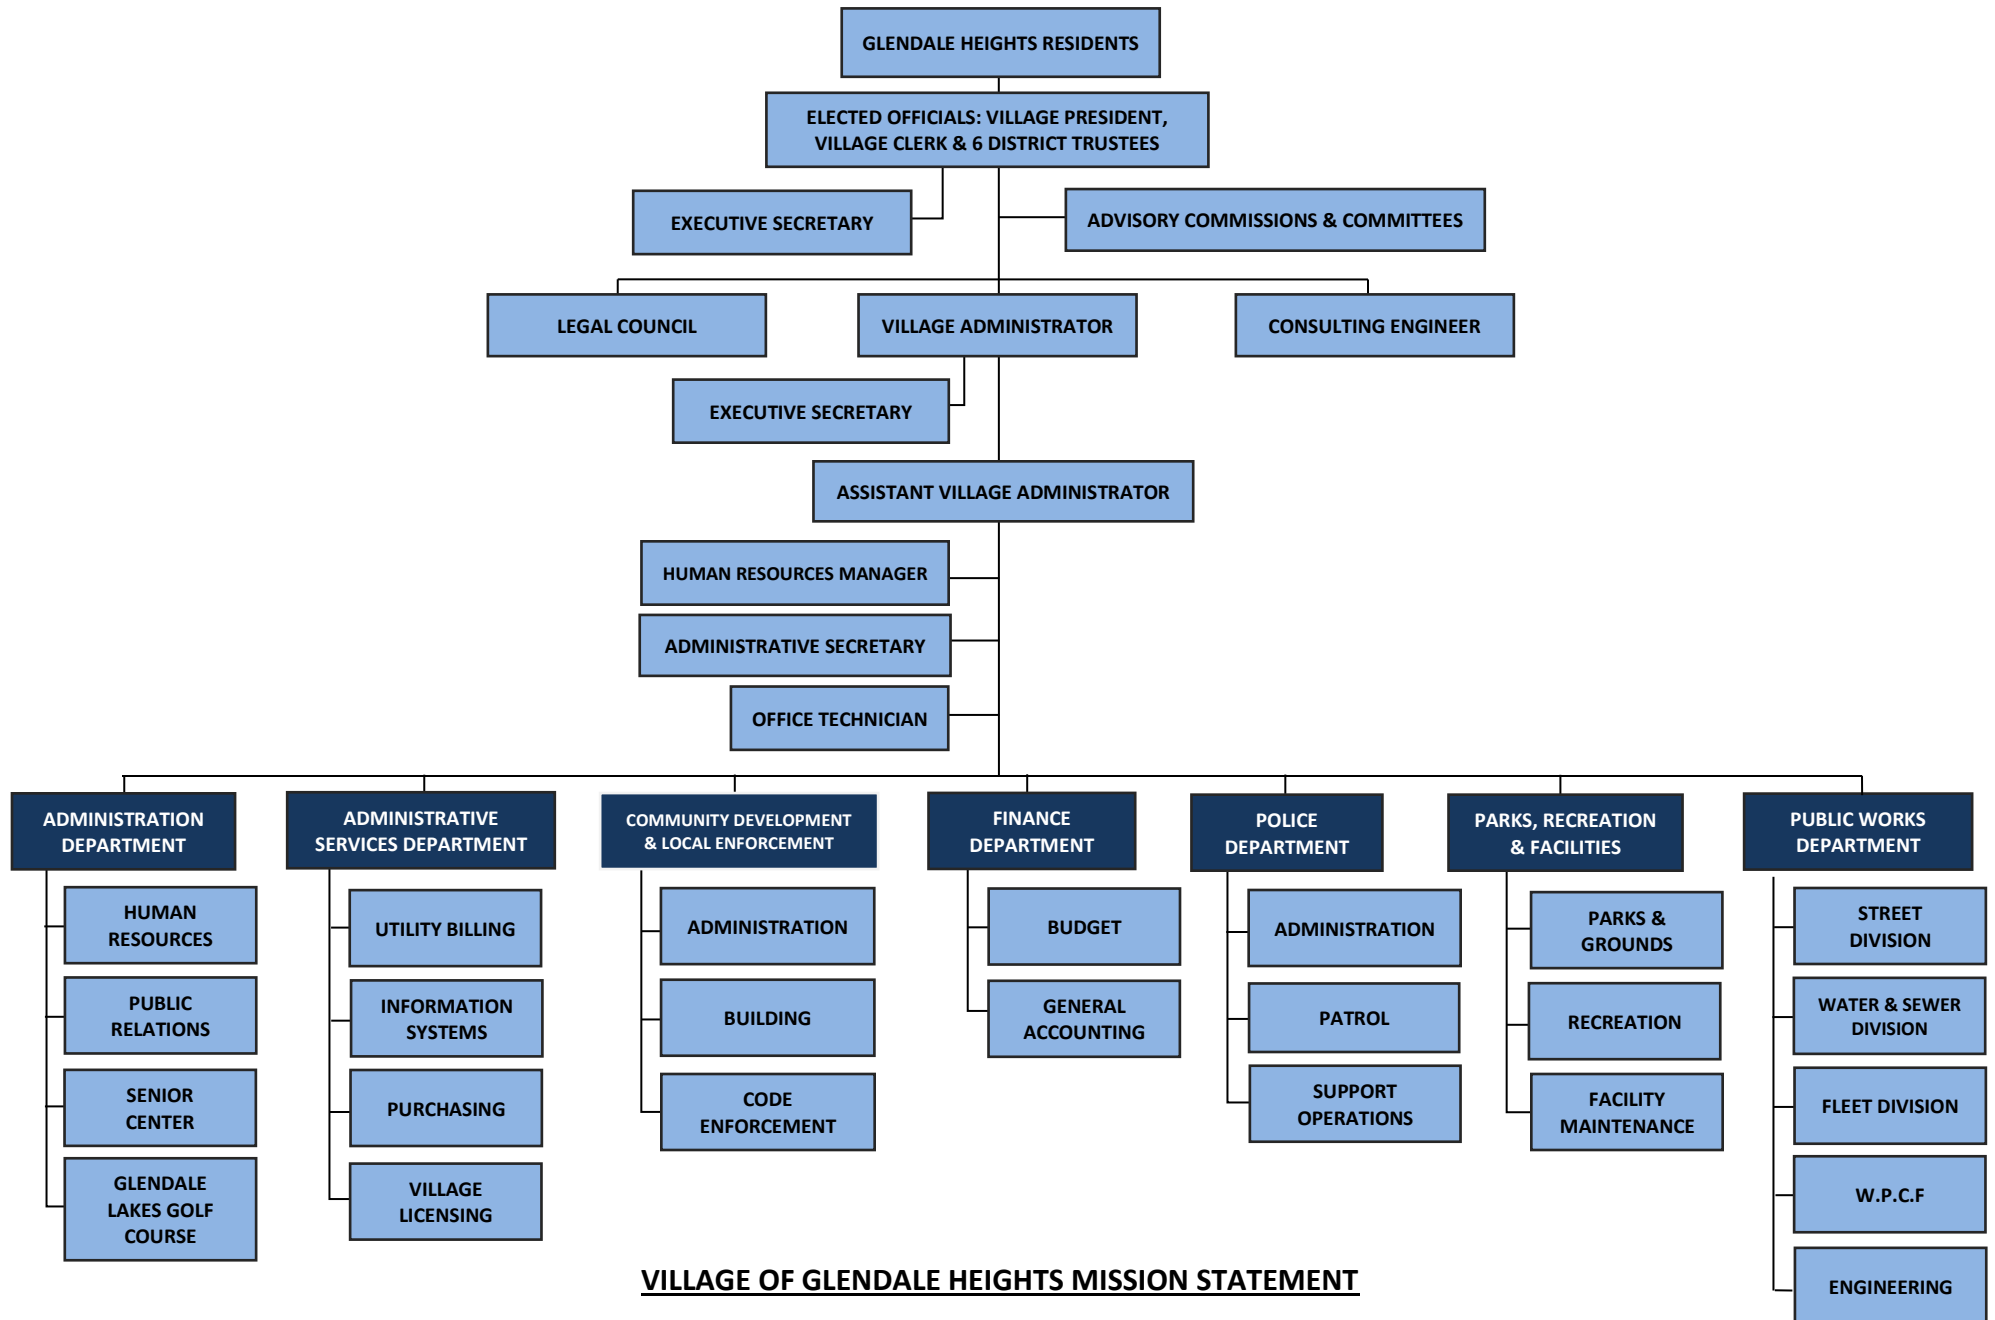 GLENDALE HEIGHTS RESIDENTS
ELECTED OFFICIALS: VILLAGE PRESIDENT,
VILLAGE CLERK & 6 DISTRICT TRUSTEES
EXECUTIVE SECRETARY
ADVISORY COMMISSIONS & COMMITTEES
LEGAL COUNCIL
VILLAGE ADMINISTRATOR
CONSULTING ENGINEER
EXECUTIVE SECRETARY
ASSISTANT VILLAGE ADMINISTRATOR
HUMAN RESOURCES MANAGER
ADMINISTRATIVE SECRETARY
OFFICE TECHNICIAN
ADMINISTRATION
DEPARTMENT
HUMAN
RESOURCES
PUBLIC
RELATIONS
SENIOR
CENTER
GLENDALE
LAKES GOLF
COURSE
ADMINISTRATIVE
SERVICES DEPARTMENT
UTILITY BILLING
INFORMATION
SYSTEMS
PURCHASING
VILLAGE
LICENSING
COMMUNITY DEVELOPMENT
& LOCAL ENFORCEMENT
ADMINISTRATION
BUILDING
CODE
ENFORCEMENT
FINANCE
DEPARTMENT
BUDGET
GENERAL
ACCOUNTING
POLICE
DEPARTMENT
ADMINISTRATION
PATROL
SUPPORT
OPERATIONS
PARKS, RECREATION
& FACILITIES
PARKS &
GROUNDS
RECREATION
FACILITY
MAINTENANCE
PUBLIC WORKS
DEPARTMENT
STREET
DIVISION
WATER & SEWER
DIVISION
FLEET DIVISION
W.P.C.F
ENGINEERING
VILLAGE OF GLENDALE HEIGHTS MISSION STATEMENT